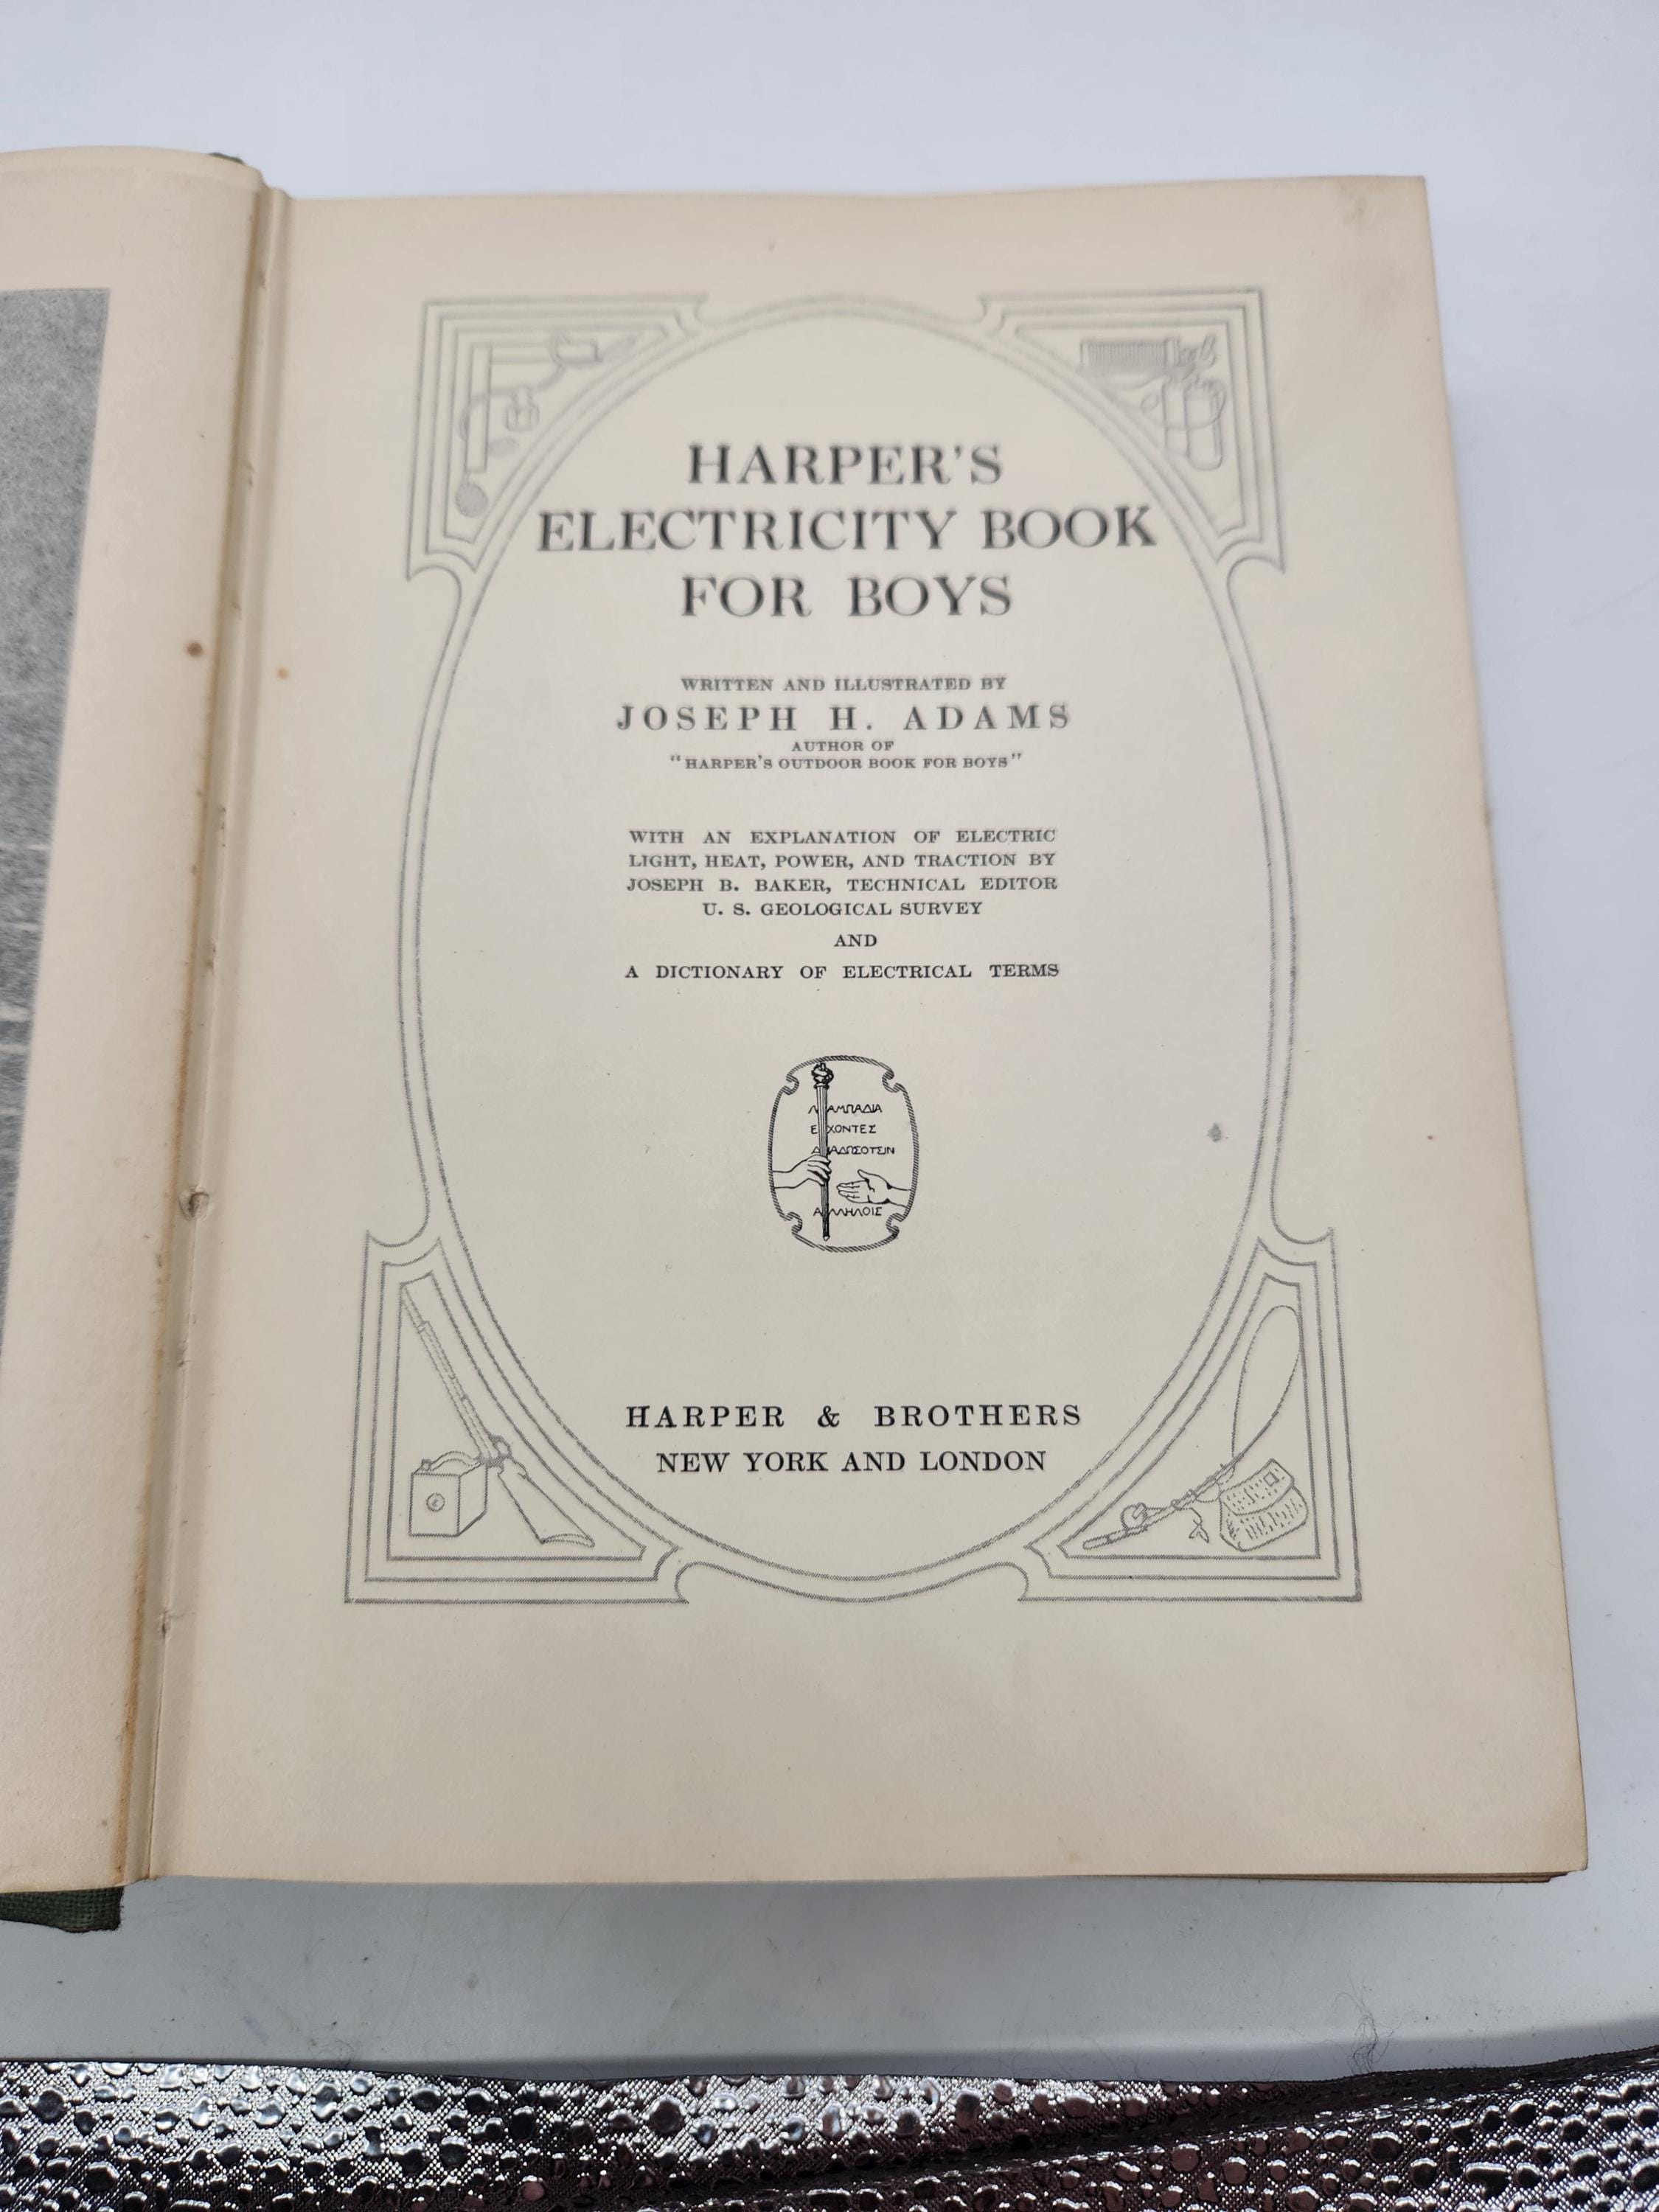 HARPER'S
ELECTRICITY BOOK
FOR BOYS
WRITTEN AND ILLUSTRATED BY
JOSEPH H. ADAMS
AUTHOR OF
"HARPER'S OUTDOOR BOOK FOR BOYS"
WITH AN EXPLANATION OF ELECTRIC
LIGHT, HEAT, POWER, AND TRACTION BY
JOSEPH B. BAKER, TECHNICAL EDITOR
U. S. GEOLOGICAL SURVEY
AND
A DICTIONARY OF ELECTRICAL TERMS
ΛΑΜΠΑΔΙΑ
ΕΧΟΝΤΕΣ
ΑΛΛΗΛΟΙΣ
HARPER & BROTHERS
NEW YORK AND LONDON